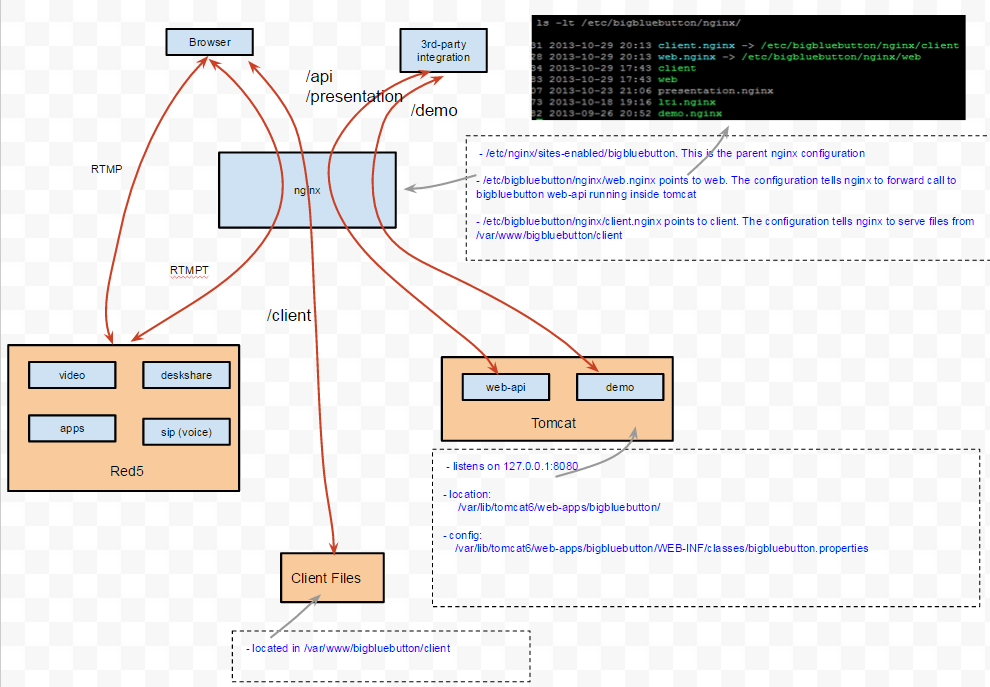 Browser
3rd-party
integration
/api
/presentation
/demo
ls -lt /etc/bigbluebutton/nginx/
31 2013-10-29 20:13 client.nginx -> /etc/bigbluebutton/nginx/client
28 2013-10-29 20:13 web.nginx -> /etc/bigbluebutton/nginx/web
34 2013-10-29 17:43 client
33 2013-10-29 17:43 web
07 2013-10-23 21:06 presentation.nginx
73 2013-10-18 19:16 lti.nginx
32 2013-09-26 20:52 demo.nginx
RTMP
nginx
- /etc/nginx/sites-enabled/bigbluebutton. This is the parent nginx configuration
- /etc/bigbluebutton/nginx/web.nginx points to web. The configuration tells nginx to forward call to
bigbluebutton web-api running inside tomcat
- /etc/bigbluebutton/nginx/client.nginx points to client. The configuration tells nginx to serve files from
/var/www/bigbluebutton/client
RTMPT
/client
video
deskshare
apps
sip (voice)
Red5
web-api
demo
Tomcat
- listens on 127.0.0.1:8080
- location:
/var/lib/tomcat6/web-apps/bigbluebutton/
- config:
/var/lib/tomcat6/web-apps/bigbluebutton/WEB-INF/classes/bigbluebutton.properties
Client Files
- located in /var/www/bigbluebutton/client